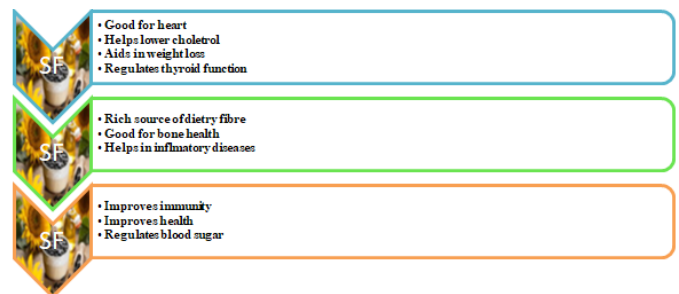 SF
• Good for heart
• Helps lower choletrol
• Aids in weight loss
• Regulates thyroid function
SF
• Rich source of dietry fibre
• Good for bone health
• Helps in inflmatory diseases
SF
• Improves immunity
• Improves health
• Regulates blood sugar